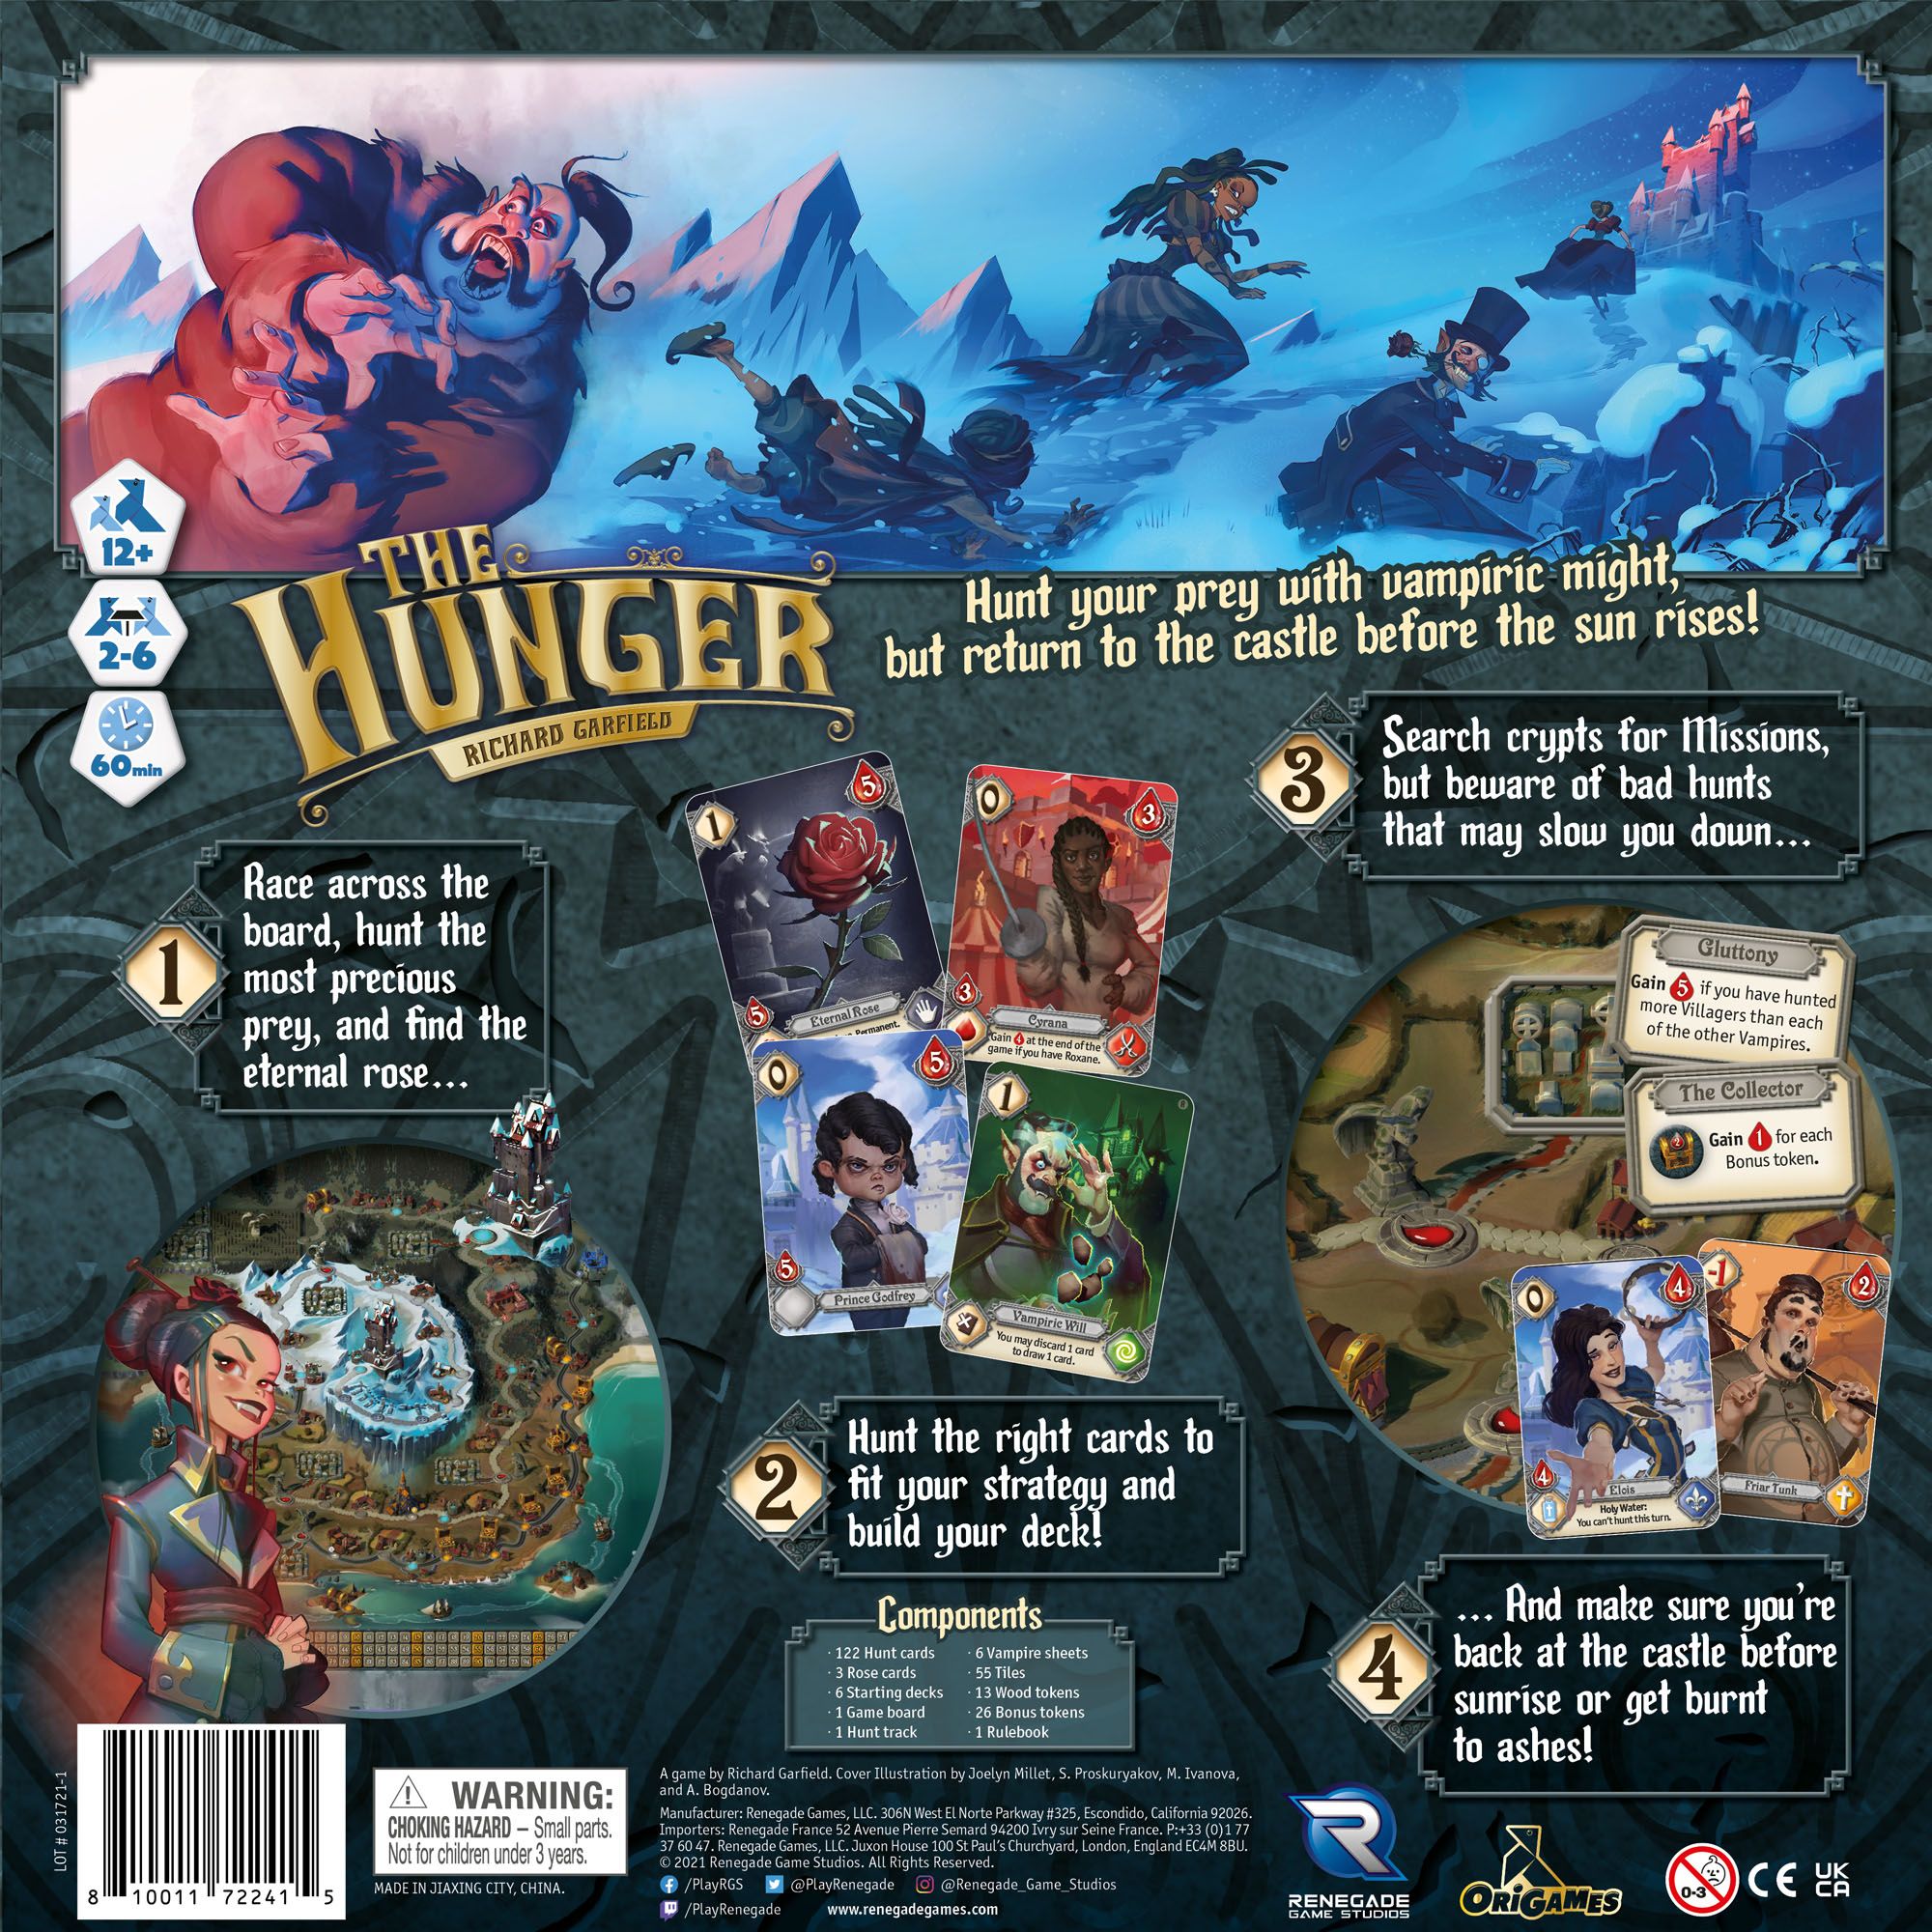 12+
2-6
60min
THE
HUNGER
RICHARD GARFIELD
Hunt your prey with vampiric might,
but return to the castle before the sun rises!
1
Race across the
board, hunt the
most precious
prey, and find the
eternal rose...
1
5
5
Eternal Rose
Permanent.
0
3
3
Cyrana
Gain 4 at the end of the
game if you have Roxane.
0
5
5
Prince Godfrey
1
Vampiric Will
You may discard 1 card
to draw 1 card.
2
Hunt the right cards to
fit your strategy and
build your deck!
3
Search crypts for Missions,
but beware of bad hunts
that may slow you down...
Gluttony
Gain 5 if you have hunted
more Villagers than each
of the other Vampires.
The Collector
2
Gain 1 for each
Bonus token.
0
4
4
Elois
Holy Water:
You can't hunt this turn.
-1
2
Friar Tunk
4
... And make sure you're
back at the castle before
sunrise or get burnt
to ashes!
Components
· 122 Hunt cards
· 3 Rose cards
· 6 Starting decks
· 1 Game board
· 1 Hunt track
· 6 Vampire sheets
· 55 Tiles
· 13 Wood tokens
· 26 Bonus tokens
· 1 Rulebook
LOT # 031721-1
8 10011 72241 5
WARNING:
CHOKING HAZARD – Small parts.
Not for children under 3 years.
MADE IN JIAXING CITY, CHINA.
A game by Richard Garfield. Cover Illustration by Joelyn Millet, S. Proskuryakov, M. Ivanova,
and A. Bogdanov.
Manufacturer: Renegade Games, LLC. 306N West El Norte Parkway #325, Escondido, California 92026.
Importers: Renegade France 52 Avenue Pierre Semard 94200 Ivry sur Seine France. P:+33 (0)1 77
37 60 47. Renegade Games, LLC. Juxon House 100 St Paul's Churchyard, London, England EC4M 8BU.
© 2021 Renegade Game Studios. All Rights Reserved.
/PlayRGS @PlayRenegade @Renegade_Game_Studios
/PlayRenegade www.renegadegames.com
R
RENEGADE
GAME STUDIOS
ORIGAMES
0-3
CE
UK
CA